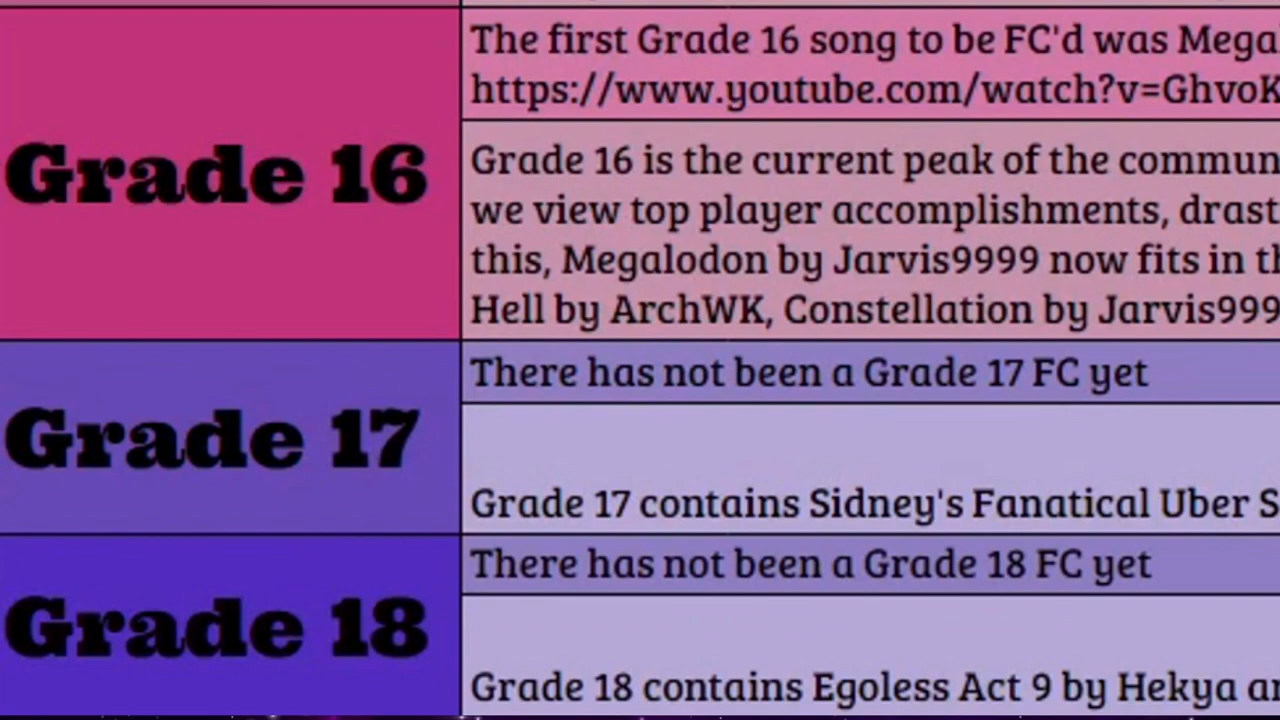 Grade 16
The first Grade 16 song to be FC'd was Mega
https://www.youtube.com/watch?v=GhvoK
Grade 16 is the current peak of the commun
we view top player accomplishments, drast
this, Megalodon by Jarvis9999 now fits in th
Hell by ArchWK, Constellation by Jarvis999
Grade 17
There has not been a Grade 17 FC yet
Grade 17 contains Sidney's Fanatical Uber S
Grade 18
There has not been a Grade 18 FC yet
Grade 18 contains Egoless Act 9 by Hekya an